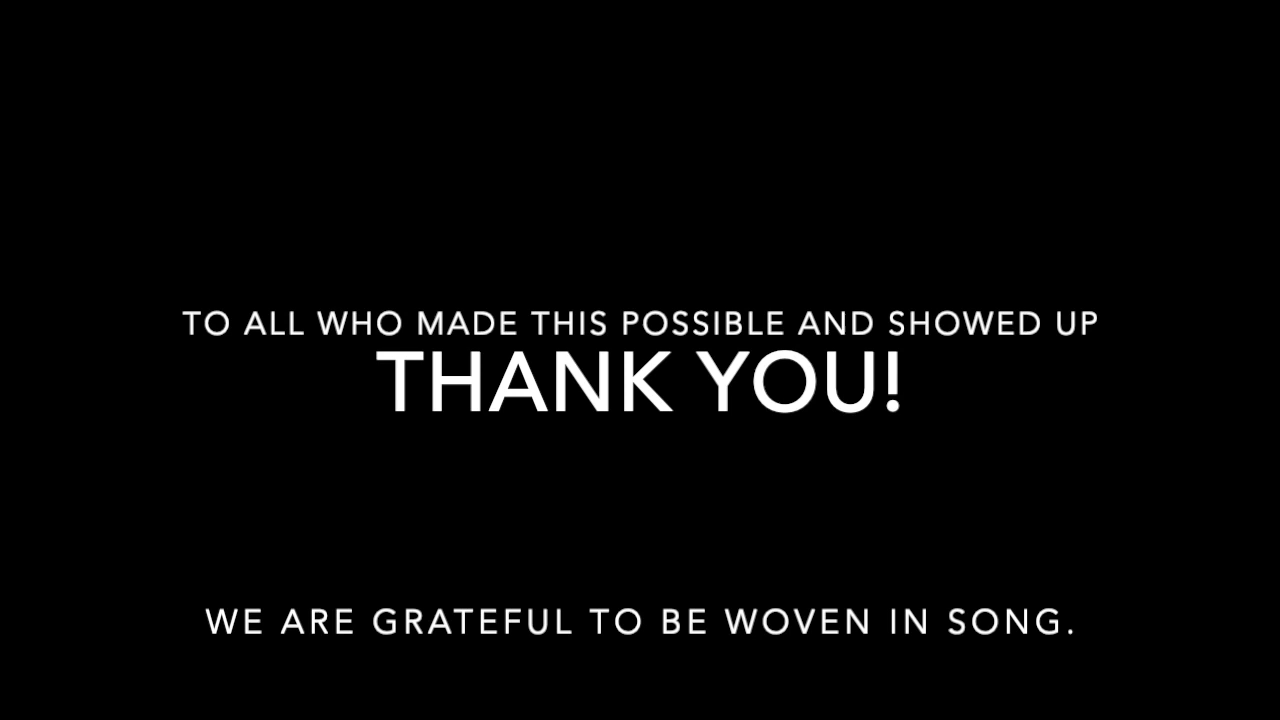 TO ALL WHO MADE THIS POSSIBLE AND SHOWED UP
THANK YOU!
WE ARE GRATEFUL TO BE WOVEN IN SONG.